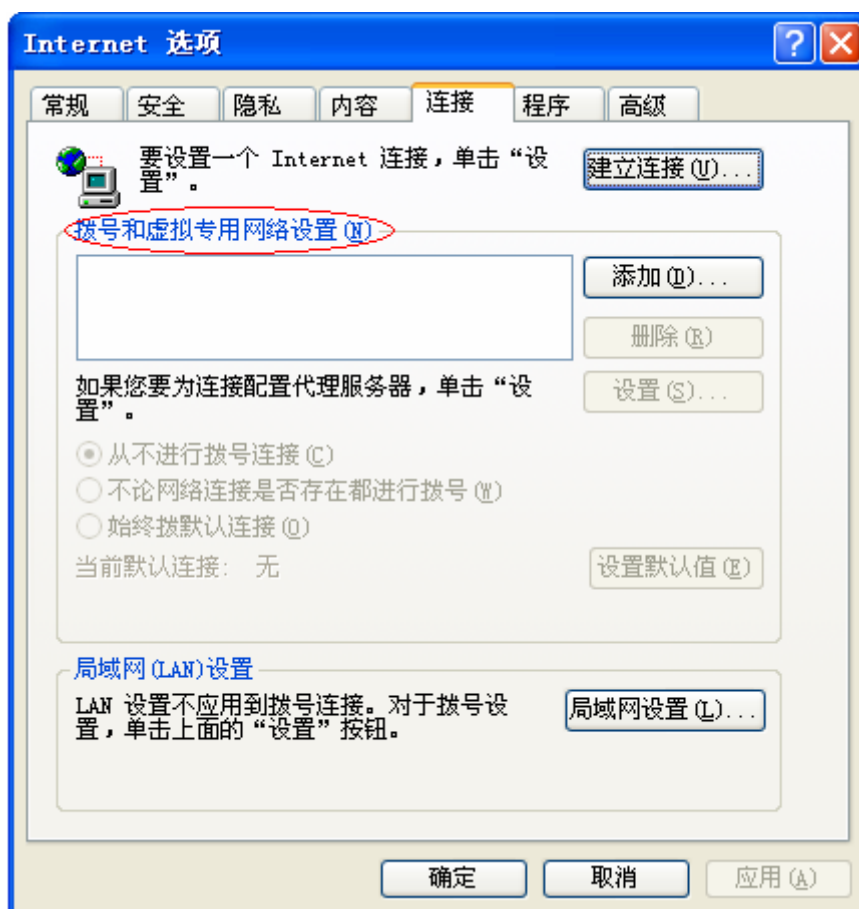 Internet 选项
常规 安全 隐私 内容 连接 程序 高级
要设置一个 Internet 连接，单击“设
置”。
建立连接(U)...
拨号和虚拟专用网络设置(N)
添加(D)...
删除(R)
如果您要为连接配置代理服务器，单击“设
置”。
设置(S)...
从不进行拨号连接(C)
不论网络连接是否存在都进行拨号(W)
始终拨默认连接(O)
当前默认连接： 无
设置默认值(E)
局域网(LAN)设置
LAN 设置不应用到拨号连接。对于拨号设
置，单击上面的“设置”按钮。
局域网设置(L)...
确定 取消 应用(A)